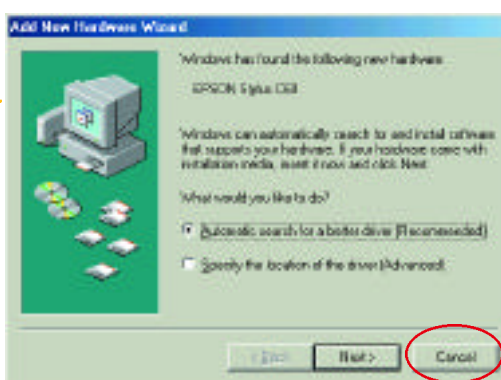 Add New Hardware Wizard
Windows has found the following new hardware:
EPSON Stylus
Windows can automatically search for and install software
that supports your hardware. If your hardware came with
installation media, insert it now and click Next.
What would you like to do?
Automatic search for a better driver (Recommended)
Specify the location of the driver (Advanced)
< Back
Next >
Cancel